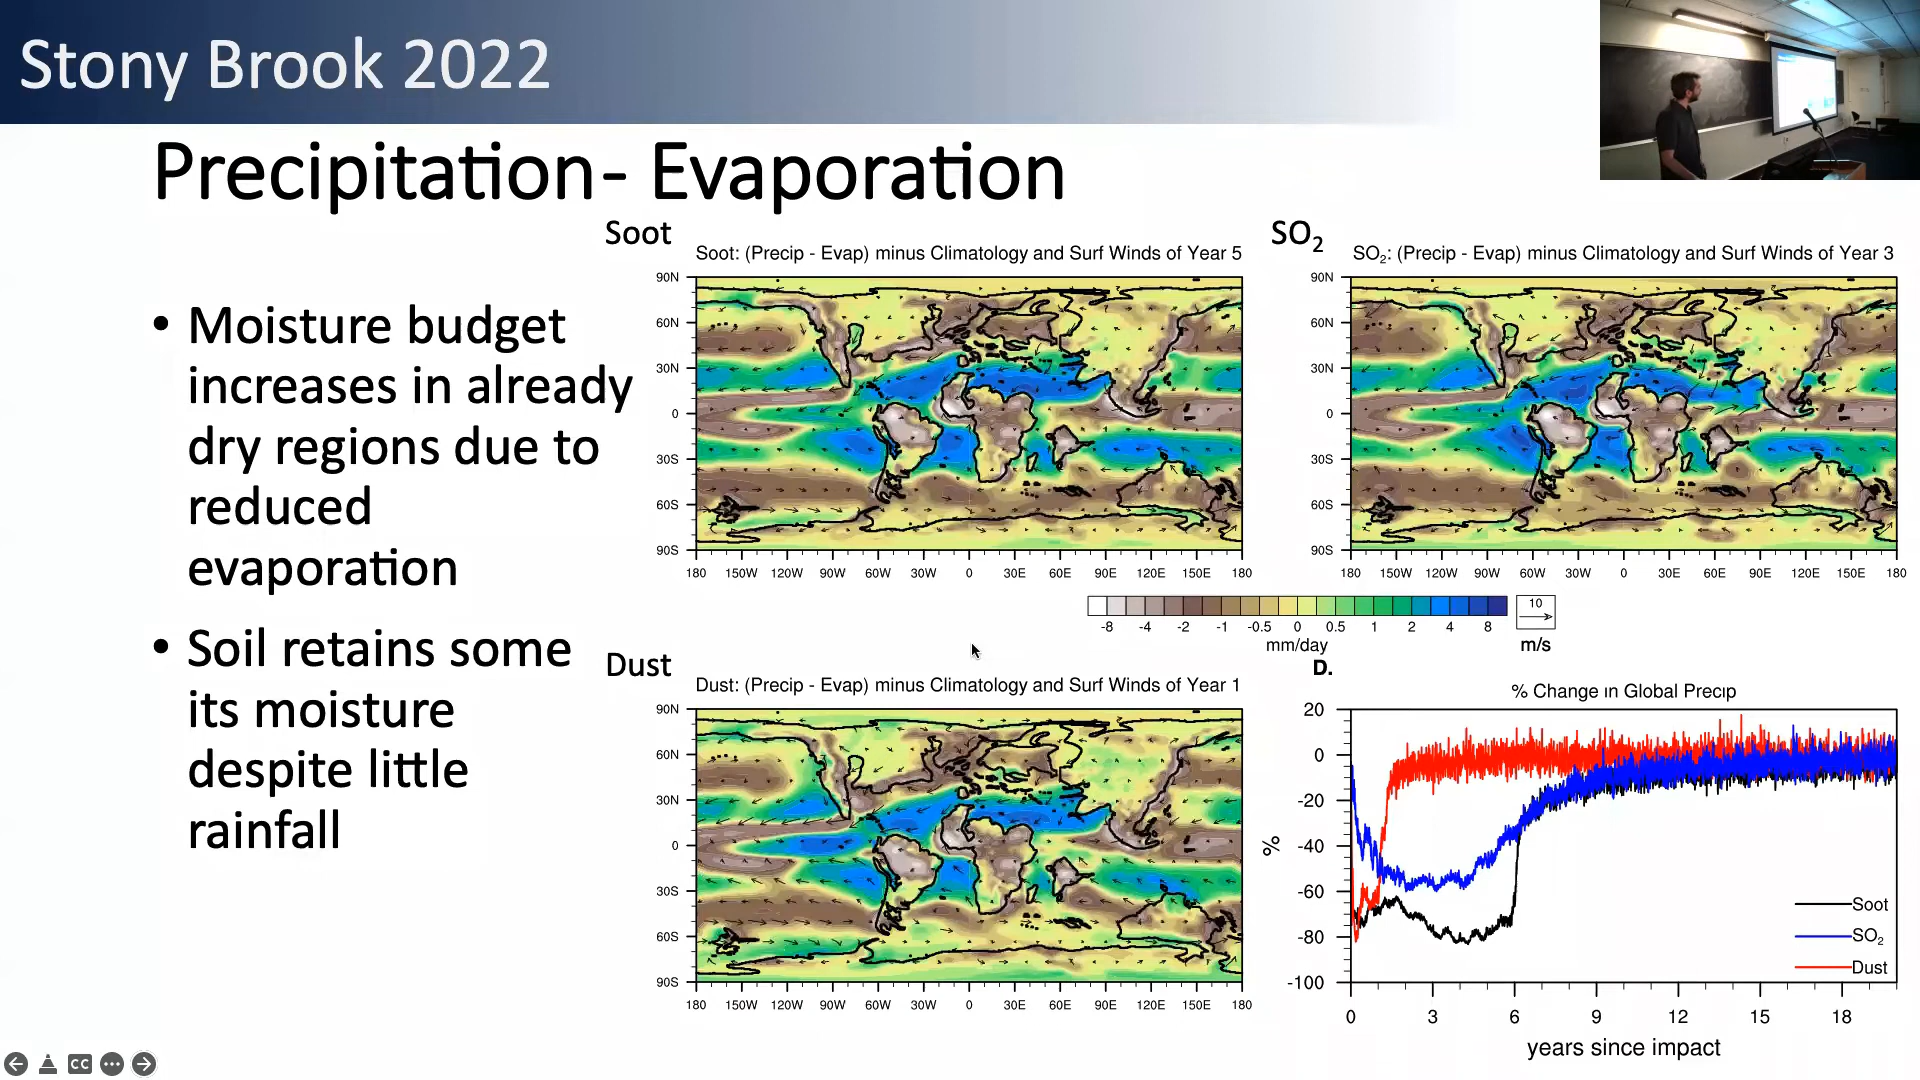 Stony Brook 2022
Precipitation- Evaporation
• Moisture budget
increases in already
dry regions due to
reduced
evaporation
• Soil retains some
its moisture
despite little
rainfall
Soot
Soot: (Precip - Evap) minus Climatology and Surf Winds of Year 5
90N
60N
30N
0
30S
60S
90S
180 150W 120W 90W 60W 30W 0 30E 60E 90E 120E 150E 180
SO₂
SO₂: (Precip - Evap) minus Climatology and Surf Winds of Year 3
90N
60N
30N
0
30S
60S
90S
180 150W 120W 90W 60W 30W 0 30E 60E 90E 120E 150E 180
-8 -4 -2 -1 -0.5 0 0.5 1 2 4 8
mm/day
10
m/s
Dust
Dust: (Precip - Evap) minus Climatology and Surf Winds of Year 1
90N
60N
30N
0
30S
60S
90S
180 150W 120W 90W 60W 30W 0 30E 60E 90E 120E 150E 180
D.
% Change in Global Precip
20
0
-20
-40
-60
-80
-100
%
Soot
SO₂
Dust
0 3 6 9 12 15 18
years since impact
CC